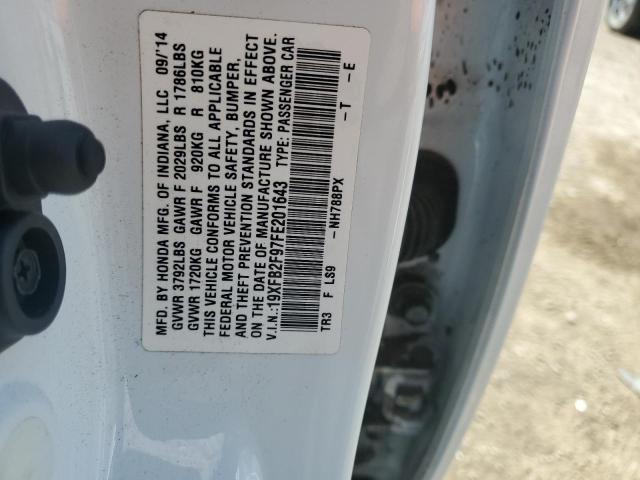 MFD. BY HONDA MFG. OF INDIANA, LLC 09/'14
GVWR 3792LBS GAWR F 2029LBS R 1786LBS
GVWR 1720KG GAWR F 920KG R 810KG
THIS VEHICLE CONFORMS TO ALL APPLICABLE
FEDERAL MOTOR VEHICLE SAFETY, BUMPER,
AND THEFT PREVENTION STANDARDS IN EFFECT
ON THE DATE OF MANUFACTURE SHOWN ABOVE.
V.I.N.:19XFB2F97FE201643 TYPE: PASSENGER CAR
TR3 F LS9 -NH788PX -T -E